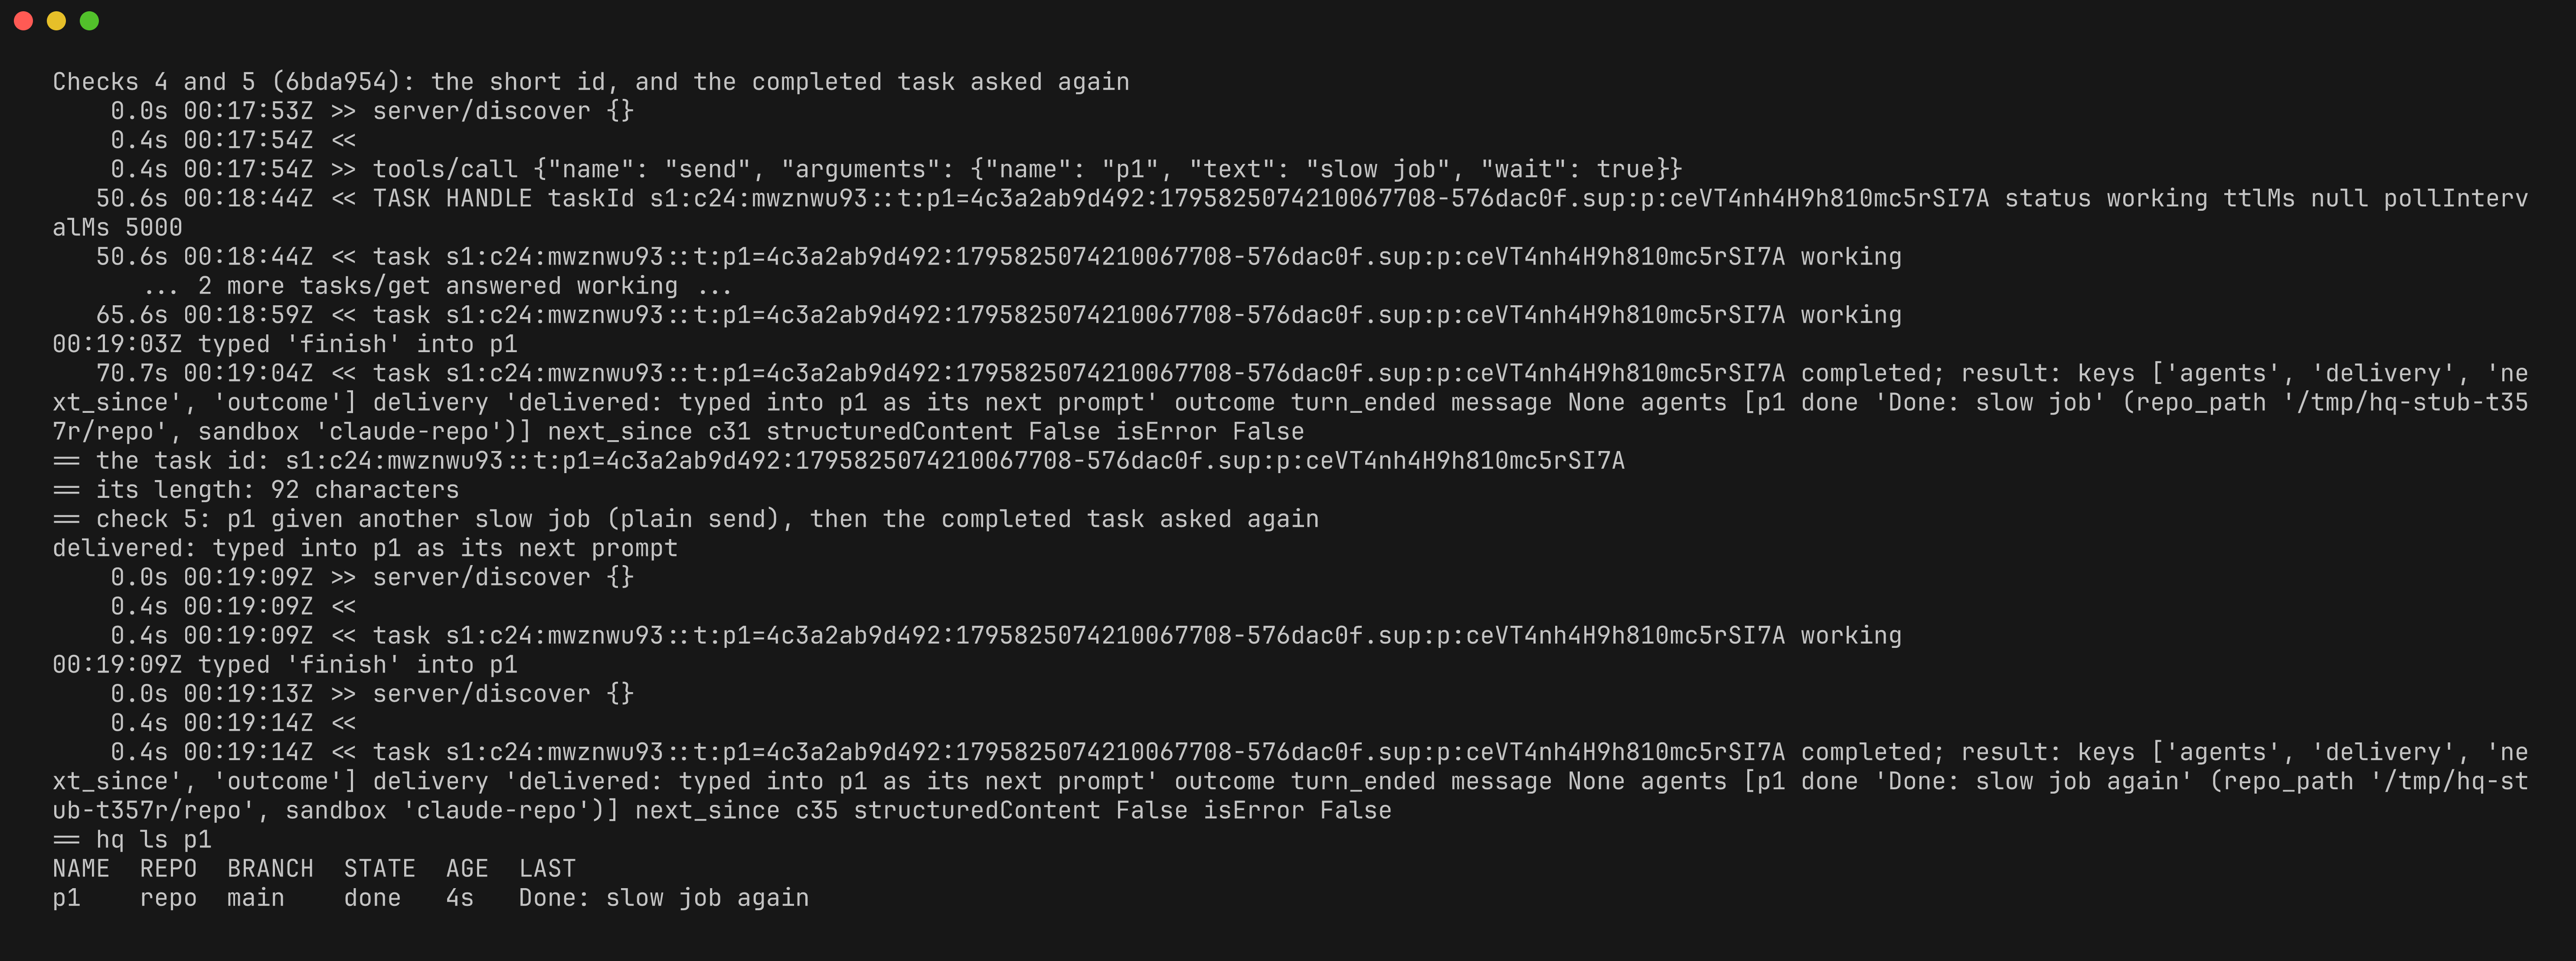 Checks 4 and 5 (6bda954): the short id, and the completed task asked again
0.0s 00:17:53Z >> server/discover {}
0.4s 00:17:54Z <<
0.4s 00:17:54Z >> tools/call {"name": "send", "arguments": {"name": "p1", "text": "slow job", "wait": true}}
50.6s 00:18:44Z << TASK HANDLE taskId s1:c24:mwznwu93::t:p1=4c3a2ab9d492:1795825074210067708-576dac0f.sup:p:ceVT4nh4H9h810mc5rSI7A status working ttlMs null pollInterv
alMs 5000
50.6s 00:18:44Z << task s1:c24:mwznwu93::t:p1=4c3a2ab9d492:1795825074210067708-576dac0f.sup:p:ceVT4nh4H9h810mc5rSI7A working
... 2 more tasks/get answered working ...
65.6s 00:18:59Z << task s1:c24:mwznwu93::t:p1=4c3a2ab9d492:1795825074210067708-576dac0f.sup:p:ceVT4nh4H9h810mc5rSI7A working
00:19:03Z typed 'finish' into p1
70.7s 00:19:04Z << task s1:c24:mwznwu93::t:p1=4c3a2ab9d492:1795825074210067708-576dac0f.sup:p:ceVT4nh4H9h810mc5rSI7A completed; result: keys ['agents', 'delivery', 'ne
xt_since', 'outcome'] delivery 'delivered: typed into p1 as its next prompt' outcome turn_ended message None agents [p1 done 'Done: slow job' (repo_path '/tmp/hq-stub-t35
7r/repo', sandbox 'claude-repo')] next_since c31 structuredContent False isError False
== the task id: s1:c24:mwznwu93::t:p1=4c3a2ab9d492:1795825074210067708-576dac0f.sup:p:ceVT4nh4H9h810mc5rSI7A
== its length: 92 characters
== check 5: p1 given another slow job (plain send), then the completed task asked again
delivered: typed into p1 as its next prompt
0.0s 00:19:09Z >> server/discover {}
0.4s 00:19:09Z <<
0.4s 00:19:09Z << task s1:c24:mwznwu93::t:p1=4c3a2ab9d492:1795825074210067708-576dac0f.sup:p:ceVT4nh4H9h810mc5rSI7A working
00:19:09Z typed 'finish' into p1
0.0s 00:19:13Z >> server/discover {}
0.4s 00:19:14Z <<
0.4s 00:19:14Z << task s1:c24:mwznwu93::t:p1=4c3a2ab9d492:1795825074210067708-576dac0f.sup:p:ceVT4nh4H9h810mc5rSI7A completed; result: keys ['agents', 'delivery', 'ne
xt_since', 'outcome'] delivery 'delivered: typed into p1 as its next prompt' outcome turn_ended message None agents [p1 done 'Done: slow job again' (repo_path '/tmp/hq-st
ub-t357r/repo', sandbox 'claude-repo')] next_since c35 structuredContent False isError False
== hq ls p1
NAME  REPO  BRANCH  STATE  AGE  LAST
p1    repo  main    done   4s   Done: slow job again